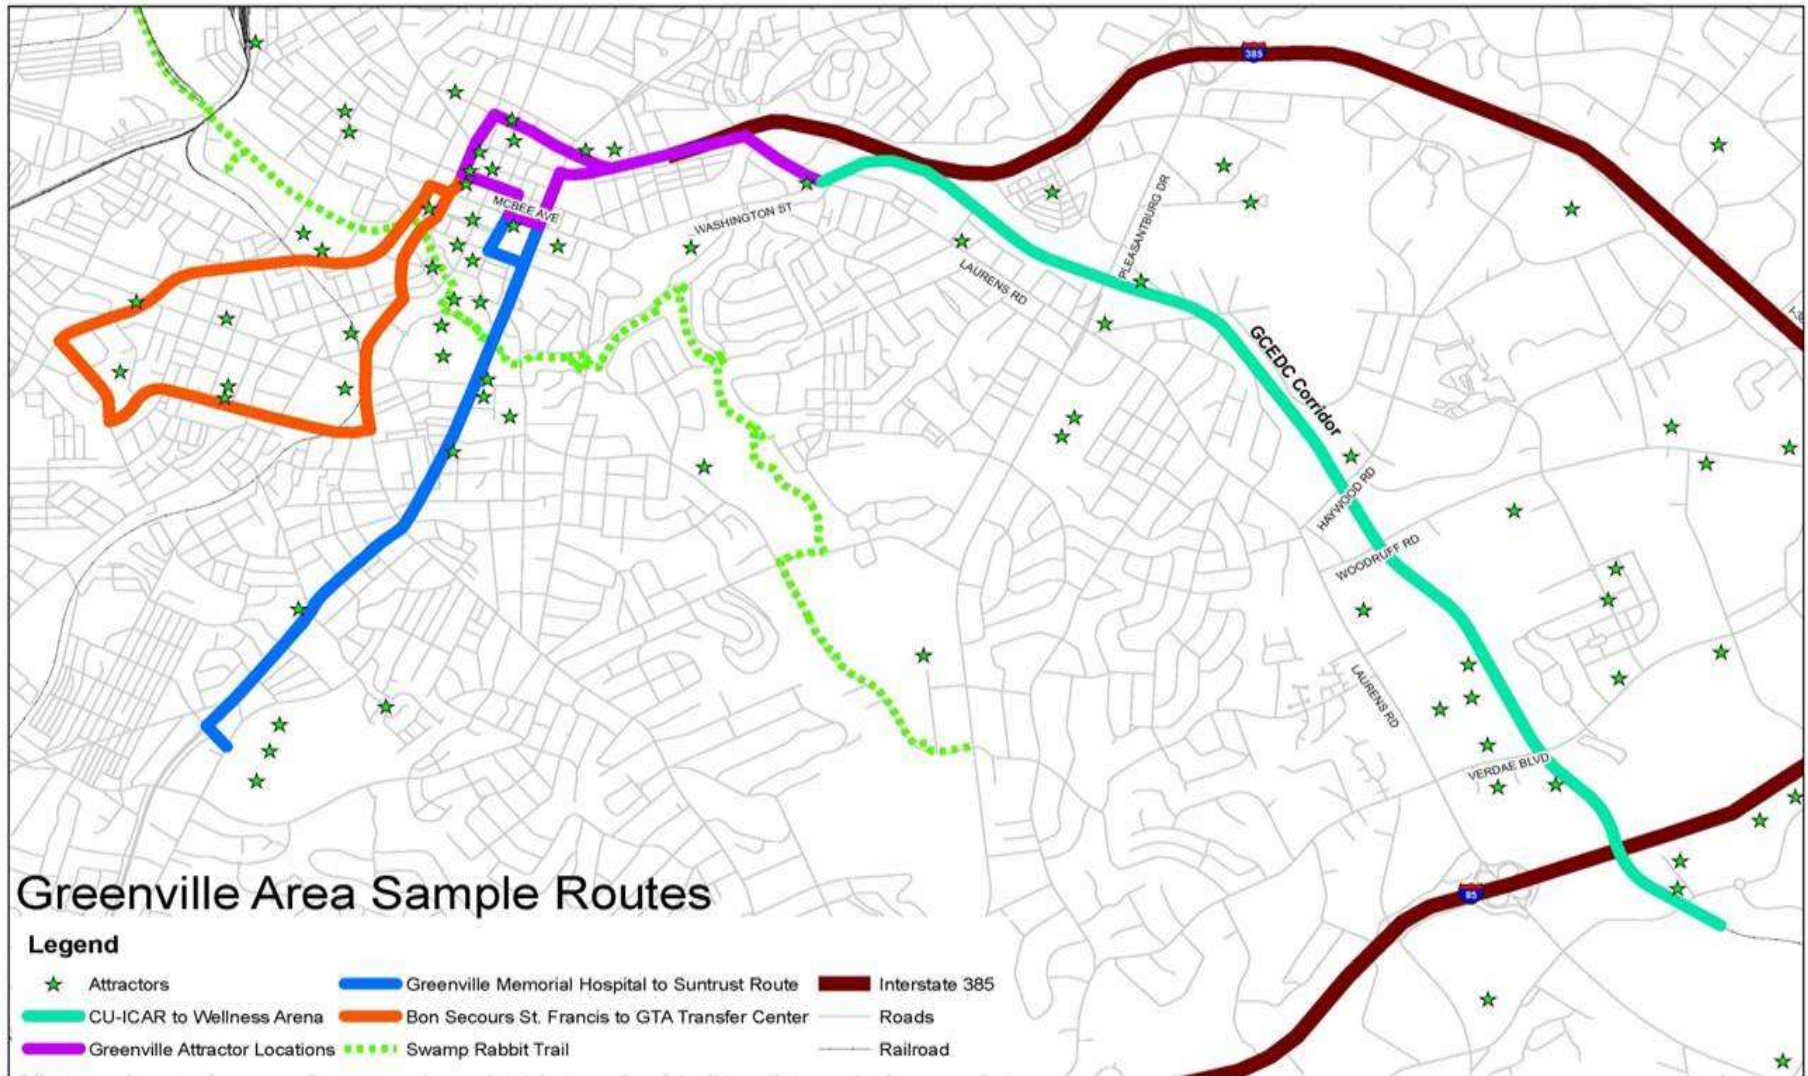 385
MCBEE AVE
WASHINGTON ST
PLEASANTBURG DR
LAURENS RD
GCEDC Corridor
HAYWOOD RD
WOODRUFF RD
LAURENS RD
VERDAE BLVD
85
Greenville Area Sample Routes
Legend
Attractors
Greenville Memorial Hospital to Suntrust Route
Interstate 385
CU-ICAR to Wellness Arena
Bon Secours St. Francis to GTA Transfer Center
Roads
Greenville Attractor Locations
Swamp Rabbit Trail
Railroad